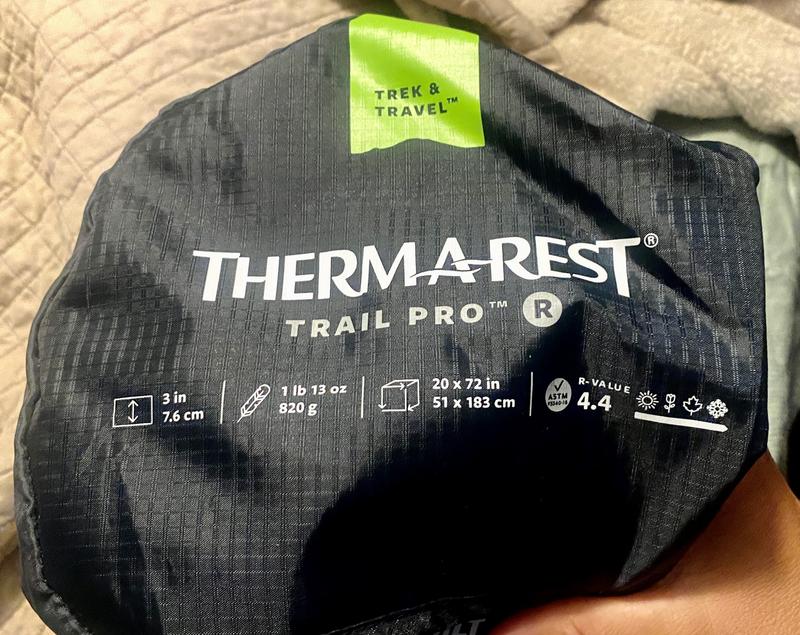 TREK &
TRAVEL™
THERMAREST®
TRAIL PRO™ R
3 in
7.6 cm
1 lb 13 oz
820 g
20 x 72 in
51 x 183 cm
ASTM
R-VALUE
4.4